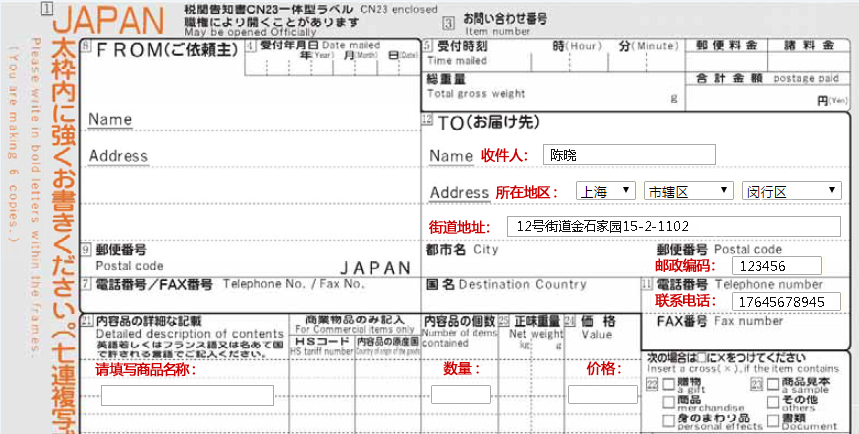 1 JAPAN 税関告知書CN23一体型ラベル CN23 enclosed
職権により開くことがあります
May be opened Officially
3 お問い合わせ番号
Item number
太枠内に強くお書きください。(七連複写
Please write in bold letters within the frames.
(You are making 6 copies.)
8 FROM(ご依頼主)
4 受付年月日 Date mailed
年(Year) 月(Month) 日(Date)
5 受付時刻 時(Hour) 分(Minute)
Time mailed
郵便料金 諸料金
総重量
Total gross weight g
合計金額 postage paid
円(Yen)
Name
Address
12 TO(お届け先)
Name 收件人: 陈晓
Address 所在地区: 上海 市辖区 闵行区
街道地址: 12号街道金石家园15-2-1102
9 郵便番号
Postal code
JAPAN
都市名 City
郵便番号 Postal code
邮政编码: 123456
7 電話番号/FAX番号 Telephone No. / Fax No.
国名 Destination Country
11 電話番号 Telephone number
联系电话: 17645678945
FAX番号 Fax number
21 内容品の詳細な記載
Detailed description of contents
英語若しくはフランス語又は名あて国
で許される言語でご記入ください。
商業物品のみ記入
For Commercial items only
HSコード
HS tariff number
内容品の原産国
Country of origin of the goods
内容品の個数
Number of items
contained
25 正味重量
Net weight
kg g
24 価格
Value
请填写商品名称:
数量:
价格:
次の場合は□に×をつけてください
Insert a cross(×), if the item contains
22 贈物
a gift
23 商品見本
a sample
商品
merchandise
その他
others
身のまわり品
personal effects
書類
Document